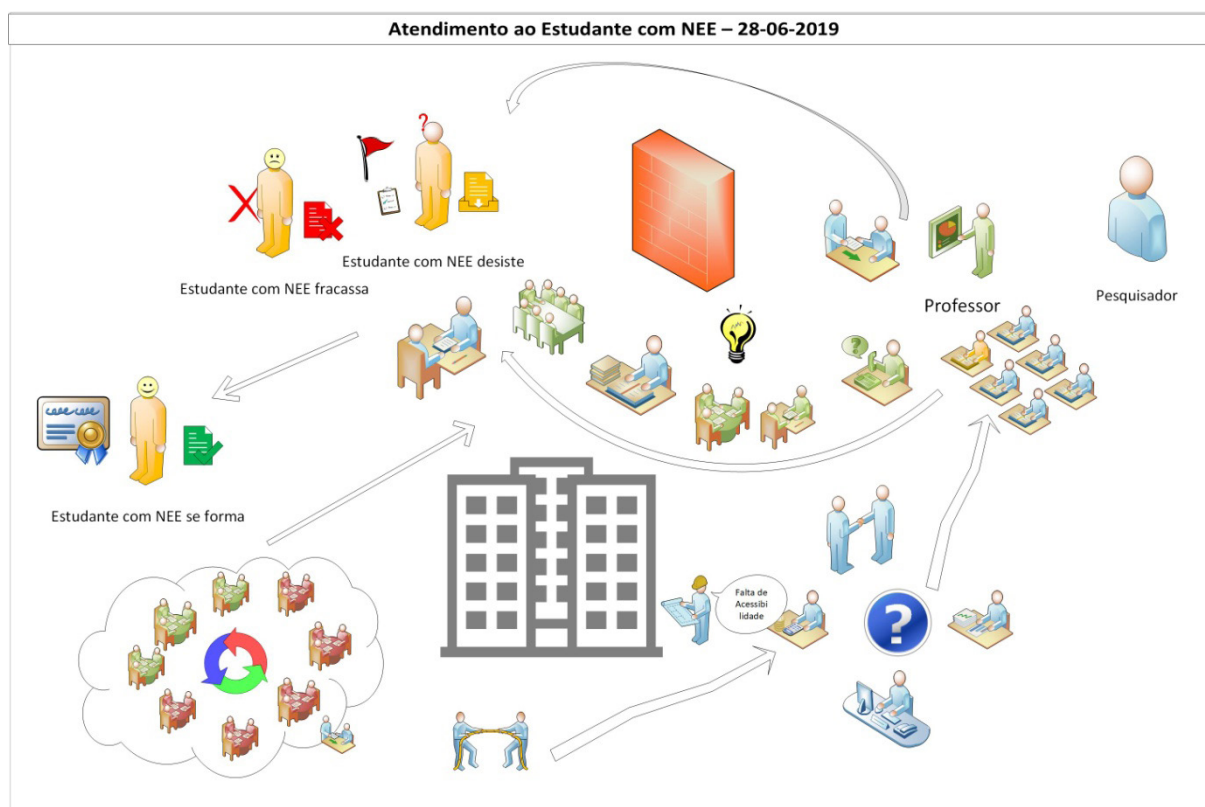 Atendimento ao Estudante com NEE – 28-06-2019
?
Estudante com NEE desiste
Estudante com NEE fracassa
Professor
Pesquisador
?
Estudante com NEE se forma
Falta de
Acessibi
lidade
?